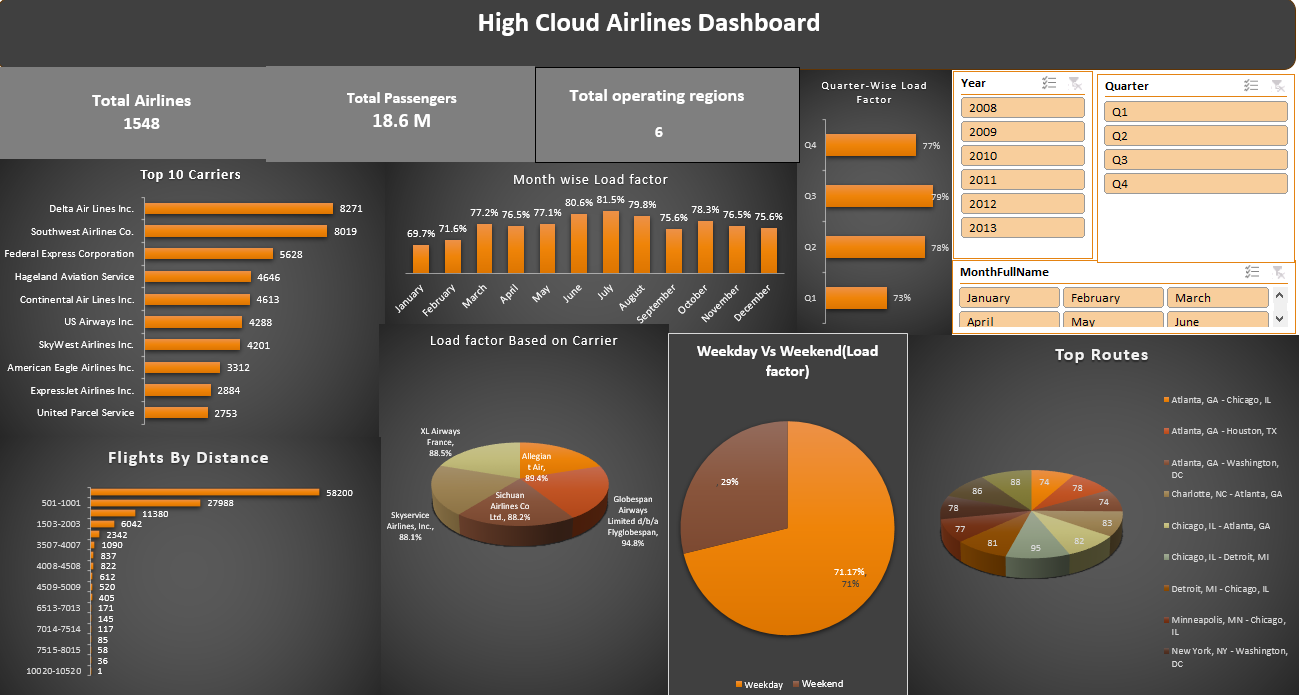 High Cloud Airlines Dashboard
Total Airlines
1548
Total Passengers
18.6 M
Total operating regions
6
Quarter-Wise Load
Factor
Q4
77%
Q3
79%
Q2
78%
Q1
73%
Year
2008
2009
2010
2011
2012
2013
Quarter
Q1
Q2
Q3
Q4
MonthFullName
January
February
March
April
May
June
Top 10 Carriers
Delta Air Lines Inc.
8271
Southwest Airlines Co.
8019
Federal Express Corporation
5628
Hageland Aviation Service
4646
Continental Air Lines Inc.
4613
US Airways Inc.
4288
SkyWest Airlines Inc.
4201
American Eagle Airlines Inc.
3312
ExpressJet Airlines Inc.
2884
United Parcel Service
2753
Month wise Load factor
69.7%
71.6%
77.2%
76.5%
77.1%
80.6%
81.5%
79.8%
75.6%
78.3%
76.5%
75.6%
January
February
March
April
May
June
July
August
September
October
November
December
Flights By Distance
58200
501-1001
27988
11380
1503-2003
6042
2342
3507-4007
1090
837
4008-4508
822
612
4509-5009
520
405
6513-7013
171
145
7014-7514
117
85
7515-8015
58
36
10020-10520
1
Load factor Based on Carrier
XL Airways
France,
88.5%
Allegian
t Air,
89.4%
Sichuan
Airlines Co
Ltd., 88.2%
Globespan
Airways
Limited d/b/a
Flyglobespan,
94.8%
Skyservice
Airlines, Inc.,
88.1%
Weekday Vs Weekend(Load
factor)
29%
71.17%
71%
Weekday
Weekend
Top Routes
74
78
74
83
82
95
81
77
78
86
88
Atlanta, GA - Chicago, IL
Atlanta, GA - Houston, TX
Atlanta, GA - Washington,
DC
Charlotte, NC - Atlanta, GA
Chicago, IL - Atlanta, GA
Chicago, IL - Detroit, MI
Detroit, MI - Chicago, IL
Minneapolis, MN - Chicago,
IL
New York, NY - Washington,
DC